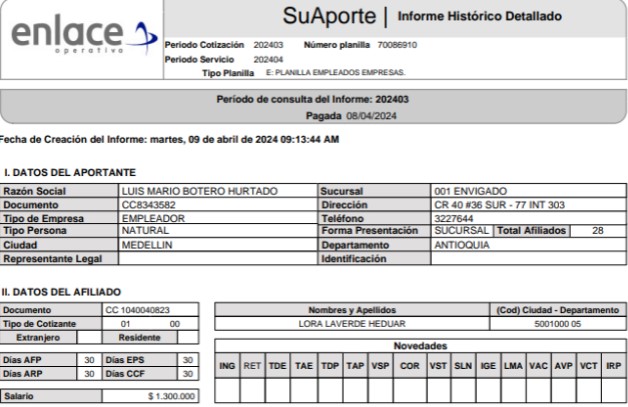 enlace
operativo
SuAporte | Informe Histórico Detallado
Período Cotización 202403 Número planilla 70086910
Periodo Servicio 202404
Tipo Planilla E: PLANILLA EMPLEADOS EMPRESAS.
Período de consulta del Informe: 202403
Pagada 08/04/2024
Fecha de Creación del Informe: martes, 09 de abril de 2024 09:13:44 AM
I. DATOS DEL APORTANTE
Razón Social LUIS MARIO BOTERO HURTADO Sucursal 001 ENVIGADO
Documento CC8343582 Dirección CR 40 #36 SUR - 77 INT 303
Tipo de Empresa EMPLEADOR Teléfono 3227644
Tipo Persona NATURAL Forma Presentación SUCURSAL Total Afiliados 28
Ciudad MEDELLIN Departamento ANTIOQUIA
Representante Legal Identificación
II. DATOS DEL AFILIADO
Documento CC 1040040823 Nombres y Apellidos (Cod) Ciudad - Departamento
Tipo de Cotizante 01 00 LORA LAVERDE HEDUAR 5001000 05
Extranjero Residente
Novedades
Días AFP 30 Días EPS 30 ING RET TDE TAE TDP TAP VSP COR VST SLN IGE LMA VAC AVP VCT IRP
Días ARP 30 Días CCF 30
Salario $ 1.300.000